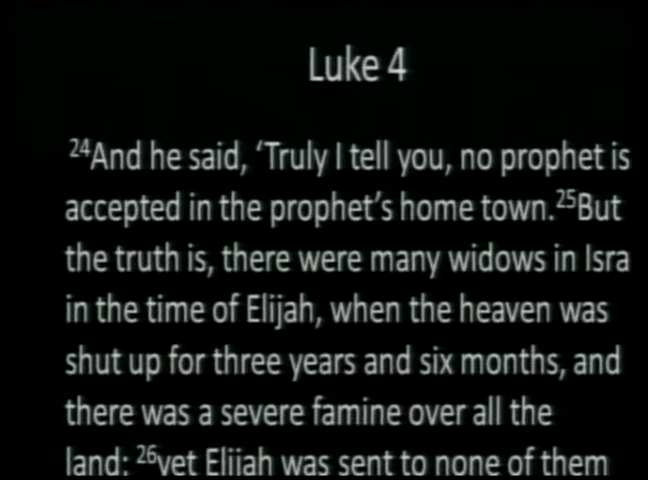 Luke 4
24And he said, ‘Truly I tell you, no prophet is
accepted in the prophet’s home town.25But
the truth is, there were many widows in Isra
in the time of Elijah, when the heaven was
shut up for three years and six months, and
there was a severe famine over all the
land; 26yet Elijah was sent to none of them